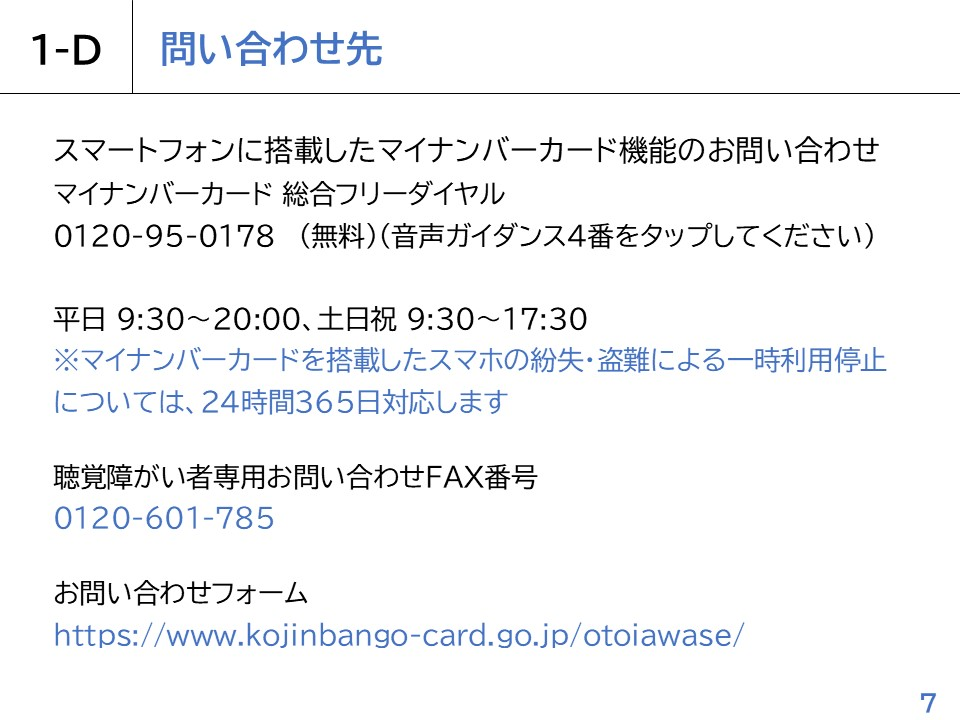 1-D
問い合わせ先
スマートフォンに搭載したマイナンバーカード機能のお問い合わせ
マイナンバーカード 総合フリーダイヤル
0120-95-0178 （無料）（音声ガイダンス4番をタップしてください）
平日 9:30～20:00、土日祝 9:30～17:30
※マイナンバーカードを搭載したスマホの紛失・盗難による一時利用停止
については、24時間365日対応します
聴覚障がい者専用お問い合わせFAX番号
0120-601-785
お問い合わせフォーム
https://www.kojinbango-card.go.jp/otoiawase/
7